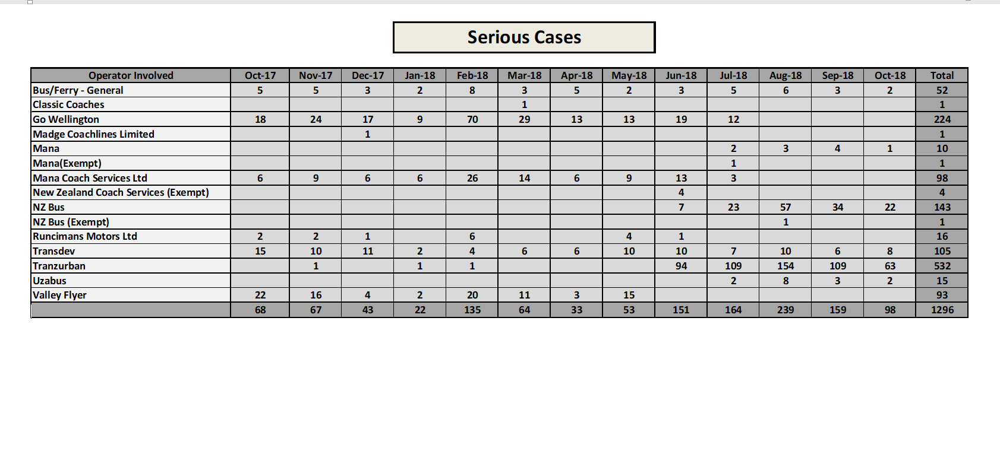 Serious Cases
Operator Involved Oct-17 Nov-17 Dec-17 Jan-18 Feb-18 Mar-18 Apr-18 May-18 Jun-18 Jul-18 Aug-18 Sep-18 Oct-18 Total
Bus/Ferry - General 5 5 3 2 8 3 5 2 3 5 6 3 2 52
Classic Coaches 1 1
Go Wellington 18 24 17 9 70 29 13 13 19 12 224
Madge Coachlines Limited 1 1
Mana 2 3 4 1 10
Mana(Exempt) 1 1
Mana Coach Services Ltd 6 9 6 6 26 14 6 9 13 3 98
New Zealand Coach Services (Exempt) 4 4
NZ Bus 7 23 57 34 22 143
NZ Bus (Exempt) 1 1
Runcimans Motors Ltd 2 2 1 6 4 1 16
Transdev 15 10 11 2 4 6 6 10 10 7 10 6 8 105
Tranzurban 1 1 1 94 109 154 109 63 532
Uzabus 2 8 3 2 15
Valley Flyer 22 16 4 2 20 11 3 15 93
68 67 43 22 135 64 33 53 151 164 239 159 98 1296